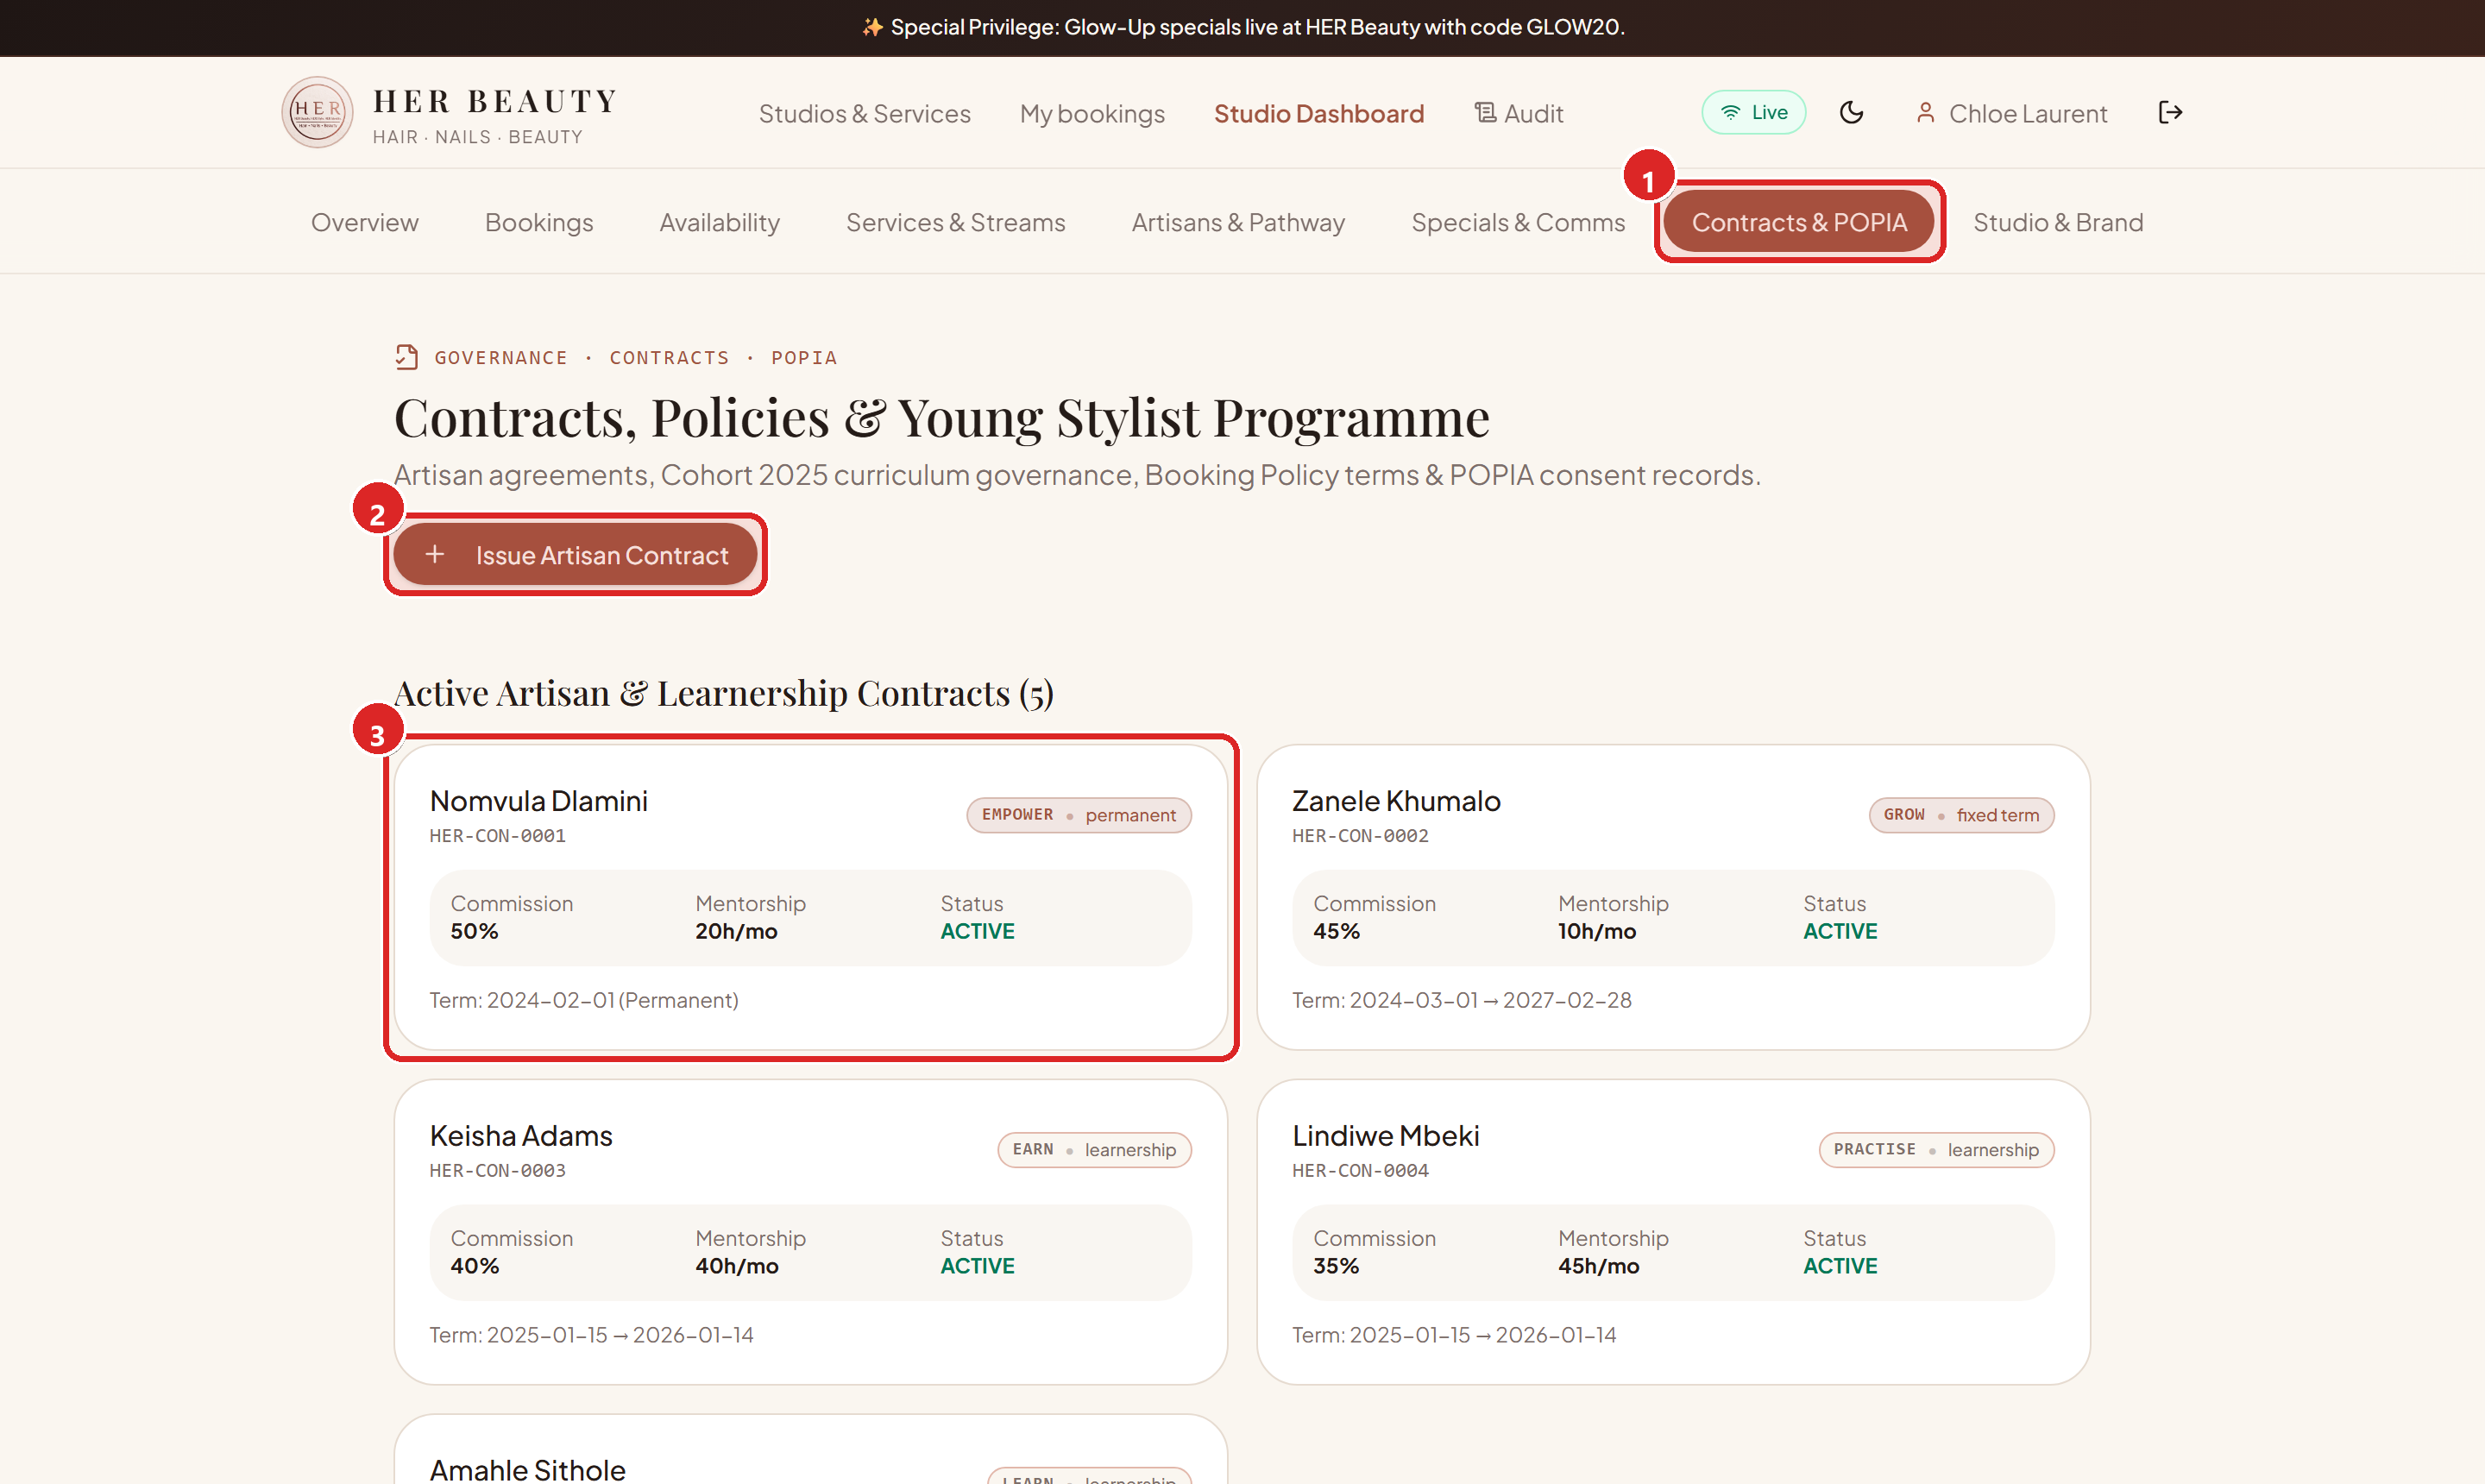 ✨ Special Privilege: Glow-Up specials live at HER Beauty with code GLOW20.
HER
HER BEAUTY
HAIR · NAILS · BEAUTY
Studios & Services
My bookings
Studio Dashboard
Audit
Live
Chloe Laurent
Overview
Bookings
Availability
Services & Streams
Artisans & Pathway
Specials & Comms
1
Contracts & POPIA
Studio & Brand
GOVERNANCE · CONTRACTS · POPIA
Contracts, Policies & Young Stylist Programme
Artisan agreements, Cohort 2025 curriculum governance, Booking Policy terms & POPIA consent records.
2
+ Issue Artisan Contract
Active Artisan & Learnership Contracts (5)
3
Nomvula Dlamini
HER-CON-0001
EMPOWER • permanent
Commission
50%
Mentorship
20h/mo
Status
ACTIVE
Term: 2024-02-01 (Permanent)
Zanele Khumalo
HER-CON-0002
GROW • fixed term
Commission
45%
Mentorship
10h/mo
Status
ACTIVE
Term: 2024-03-01 → 2027-02-28
Keisha Adams
HER-CON-0003
EARN • learnership
Commission
40%
Mentorship
40h/mo
Status
ACTIVE
Term: 2025-01-15 → 2026-01-14
Lindiwe Mbeki
HER-CON-0004
PRACTISE • learnership
Commission
35%
Mentorship
45h/mo
Status
ACTIVE
Term: 2025-01-15 → 2026-01-14
Amahle Sithole
LEARN • learnership